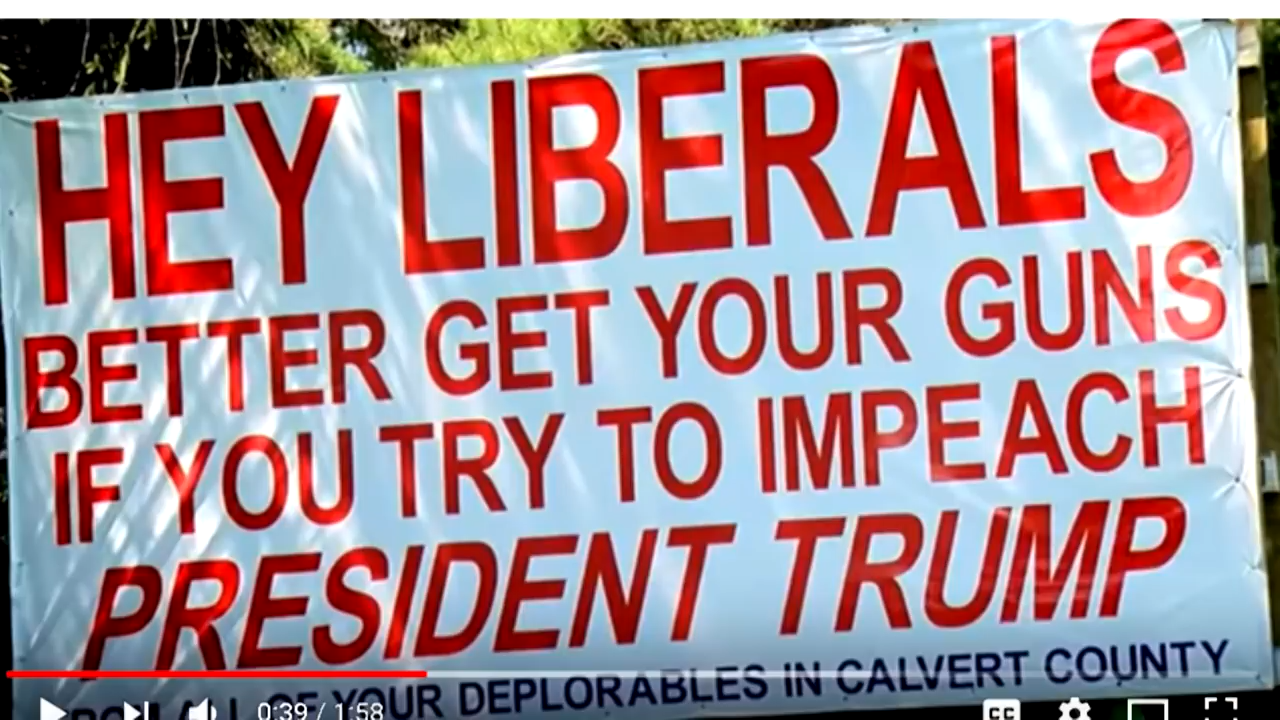 HEY LIBERALS
BETTER GET YOUR GUNS
IF YOU TRY TO IMPEACH
PRESIDENT TRUMP
OF YOUR DEPLORABLES IN CALVERT COUNTY
0:39 / 1:58
CC